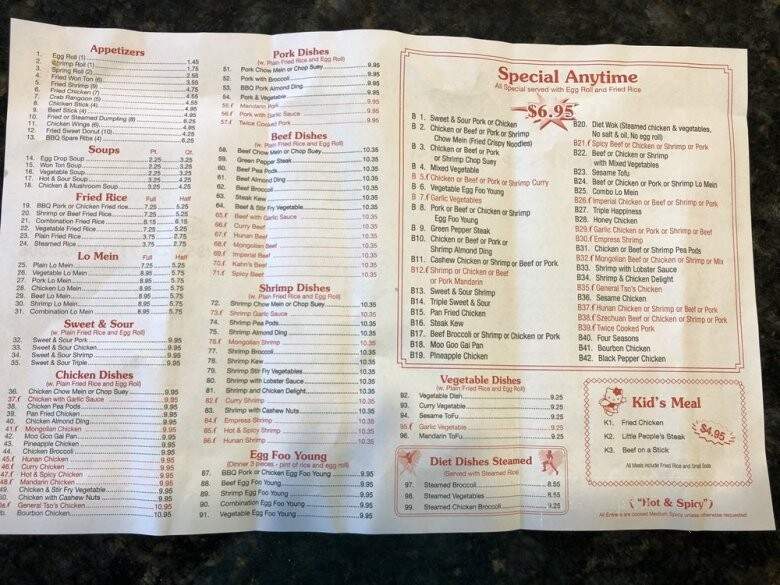 Appetizers
1. Egg Roll (1) 1.45
2. Shrimp Roll (1) 1.75
3. Spring Roll (2)
4. Fried Won Ton (6)
5. Fried Shrimp (9)
6. Fried Chicken (7)
7. Crab Rangoon (5)
8. Chicken Stick (4)
9. Beef Stick (4)
10. Fried or Steamed Dumpling (8)
11. Chicken Wings (6)
12. Fried Sweet Donut (10) 4.25
13. BBQ Spare Ribs (4) 6.25
Soups Pt. Qt.
14. Egg Drop Soup 2.25 3.25
15. Won Ton Soup 2.25 3.25
16. Vegetable Soup 2.25 3.25
17. Hot & Sour Soup 3.25 4.25
18. Chicken & Mushroom Soup 3.25 4.25
Fried Rice Full Half
19. BBQ Pork or Chicken Fried rice 7.25 5.25
20. Shrimp or Beef Fried Rice 7.25 5.25
21. Combination Fried Rice 8.15 6.15
22. Vegetable Fried Rice 7.25 5.25
23. Plain Fried Rice 3.75 2.75
24. Steamed Rice 3.75 2.75
Lo Mein Full Half
25. Plain Lo Mein 7.25 5.25
26. Vegetable Lo Mein 8.95 5.95
27. Pork Lo Mein 8.95 5.95
28. Chicken Lo Mein 8.95 5.95
29. Beef Lo Mein 8.95 5.95
30. Shrimp Lo Mein 8.95 5.95
31. Combination Lo Mein 8.95 5.95
Sweet & Sour
(w. Plain Fried Rice and Egg Roll)
32. Sweet & Sour Pork 9.95
33. Sweet & Sour Chicken 9.95
34. Sweet & Sour Shrimp 9.95
35. Sweet & Sour Triple 9.95
Chicken Dishes
(w. Plain Fried Rice and Egg Roll)
36. Chicken Chow Mein or Chop Suey 9.95
37. Chicken with Garlic Sauce 9.95
38. Chicken Pea Pods 9.95
39. Pan Fried Chicken 9.95
40. Chicken Almond Ding 9.95
41. Mongolian Chicken 9.95
42. Moo Goo Gai Pan 9.95
43. Pineapple Chicken 9.95
44. Chicken Broccoli 9.95
45. Hunan Chicken 9.95
46. Curry Chicken 9.95
47. Hot & Spicy Chicken 9.95
48. Mandarin Chicken 9.95
Chicken & Stir Fry Vegetable 9.95
Chicken with Cashew Nuts 9.95
General Tso's Chicken 10.95
Bourbon Chicken 10.95
Pork Dishes
(w. Plain Fried Rice and Egg Roll)
51. Pork Chow Mein or Chop Suey 9.95
52. Pork with Broccoli 9.95
53. BBQ Pork Almond Ding 9.95
54. Pork & Vegetable 9.95
55. Mandarin Pork 9.95
56. Pork with Garlic Sauce 9.95
57. Twice Cooked Pork 9.95
Beef Dishes
(w. Plain Fried Rice and Egg Roll)
58. Beef Chow Mein or Chop Suey 10.35
59. Green Pepper Steak 10.35
60. Beef Pea Pods 10.35
61. Beef Almond Ding 10.35
62. Beef Broccoli 10.35
63. Steak Kew 10.35
64. Beef & Stir Fry Vegetable 10.35
65. Beef with Garlic Sauce 10.35
66. Curry Beef 10.35
67. Hunan Beef 10.35
68. Mongolian Beef 10.35
69. Imperial Beef 10.35
70. Kahn's Beef 10.35
71. Spicy Beef 10.35
Shrimp Dishes
(w. Plain Fried Rice and Egg Roll)
72. Shrimp Chow Mein or Chop Suey 10.35
73. Shrimp Garlic Sauce 10.35
74. Shrimp Pea Pods 10.35
75. Shrimp Almond Ding 10.35
76. Mongolian Shrimp 10.35
77. Shrimp Broccoli 10.35
78. Shrimp Kew 10.35
79. Shrimp Stir Fry Vegetables 10.35
80. Shrimp with Lobster Sauce 10.35
81. Shrimp and Chicken Delight 10.35
82. Curry Shrimp 10.35
83. Shrimp with Cashew Nuts 10.35
84. Empress Shrimp 10.35
85. Hot & Spicy Shrimp 10.35
86. Hunan Shrimp 10.35
Egg Foo Young
(Dinner 3 pieces - pint of rice and egg roll)
87. BBQ Pork or Chicken Egg Foo Young 9.95
88. Beef Egg Foo Young 9.95
89. Shrimp Egg Foo Young 9.95
90. Combination Egg Foo Young 9.95
91. Vegetable Egg Foo Young 9.95
Special Anytime
All Special served with Egg Roll and Fried Rice
$6.95
B 1. Sweet & Sour Pork or Chicken
B 2. Chicken or Beef or Pork or Shrimp
Chow Mein (Fried Crispy Noodles)
B 3. Chicken or Beef or Pork
or Shrimp Chop Suey
B 4. Mixed Vegetable
B 5. Chicken or Beef or Pork or Shrimp Curry
B 6. Vegetable Egg Foo Young
B 7. Garlic Vegetables
B 8. Pork or Beef or Chicken or Shrimp
Egg Foo Young
B 9. Green Pepper Steak
B10. Chicken or Beef or Pork or
Shrimp Almond Ding
B11. Cashew Chicken or Shrimp or Beef or Pork
B12. Shrimp or Chicken or Beef
or Pork Mandarin
B13. Sweet & Sour Shrimp
B14. Triple Sweet & Sour
B15. Pan Fried Chicken
B16. Steak Kew
B17. Beef Broccoli or Shrimp or Chicken or Pork
B18. Moo Goo Gai Pan
B19. Pineapple Chicken
B20. Diet Wok (Steamed chicken & vegetables,
No salt & oil, No egg roll)
B21. Spicy Beef or Chicken or Shrimp or Pork
B22. Beef or Chicken or Shrimp
with Mixed Vegetables
B23. Sesame Tofu
B24. Beef or Chicken or Pork or Shrimp Lo Mein
B25. Combo Lo Mein
B26. Imperial Chicken or Beef or Shrimp or Pork
B27. Triple Happiness
B28. Honey Chicken
B29. Garlic Chicken or Pork or Shrimp or Beef
B30. Empress Shrimp
B31. Chicken or Beef or Pork or Shrimp Pea Pods
B32. Mongolian Beef or Chicken or Shrimp or Mix
B33. Shrimp with Lobster Sauce
B34. Shrimp & Chicken Delight
B35. General Tso's Chicken
B36. Sesame Chicken
B37. Hunan Chicken or Shrimp or Beef or Pork
B38. Szechuan Beef or Chicken or Shrimp or Pork
B39. Twice Cooked Pork
B40. Four Seasons
B41. Bourbon Chicken
B42. Black Pepper Chicken
Vegetable Dishes
(w. Plain Fried Rice and Egg Roll)
92. Vegetable Dish 9.25
93. Curry Vegetable 9.25
94. Sesame ToFu 9.25
95. Garlic Vegetable 9.25
96. Mandarin ToFu 9.25
Diet Dishes Steamed
(Served with Steamed Rice)
97. Steamed Broccoli 8.55
98. Steamed Vegetables 8.55
99. Steamed Chicken Broccoli 9.25
Kid's Meal
K1. Fried Chicken
K2. Little People's Steak
K3. Beef on a Stick
$4.95
All Meals include Fried Rice and Small Soda
("Hot & Spicy")
All Entree's are cooked Medium Spicy unless otherwise requested